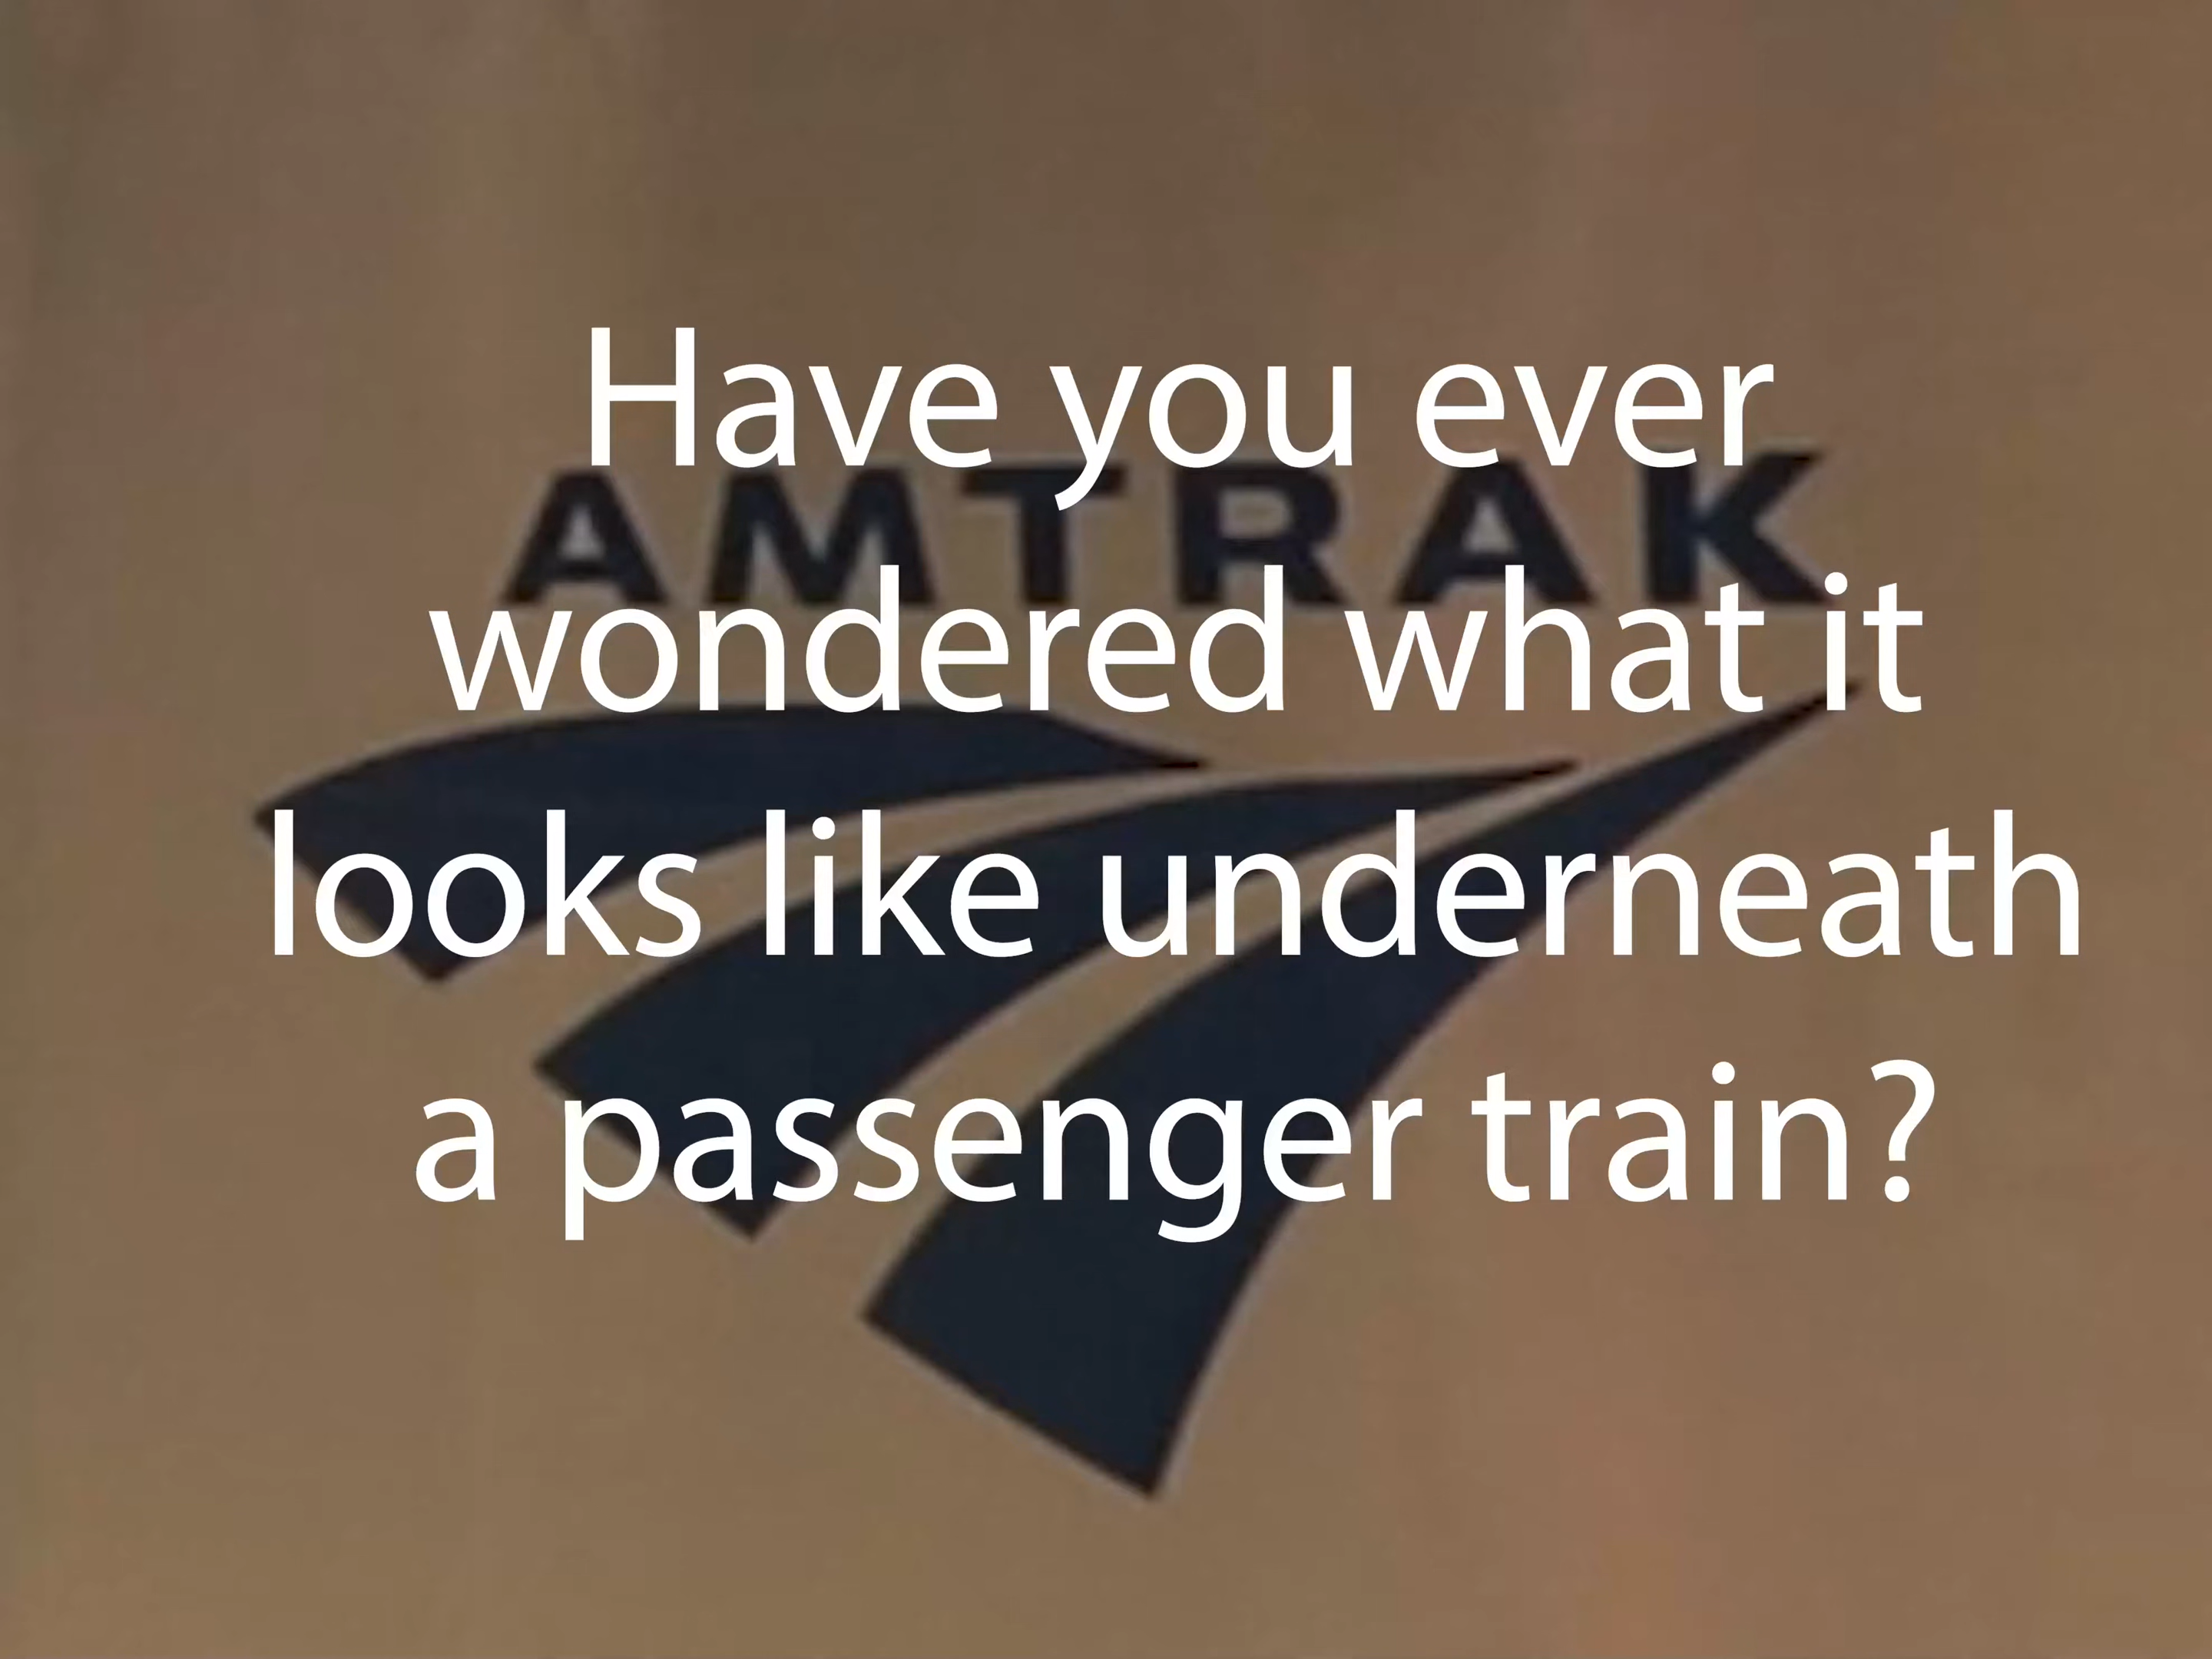 Have you ever
AMTRAK
wondered what it
looks like underneath
a passenger train?